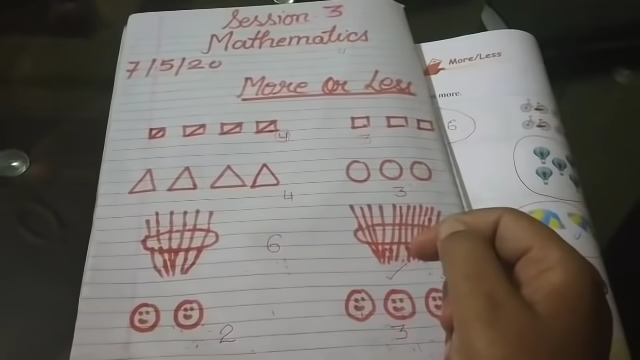 Session 3
Mathematics
7/5/20
More Or Less
4 3
4 3
6
2 3
More/Less
more.
6